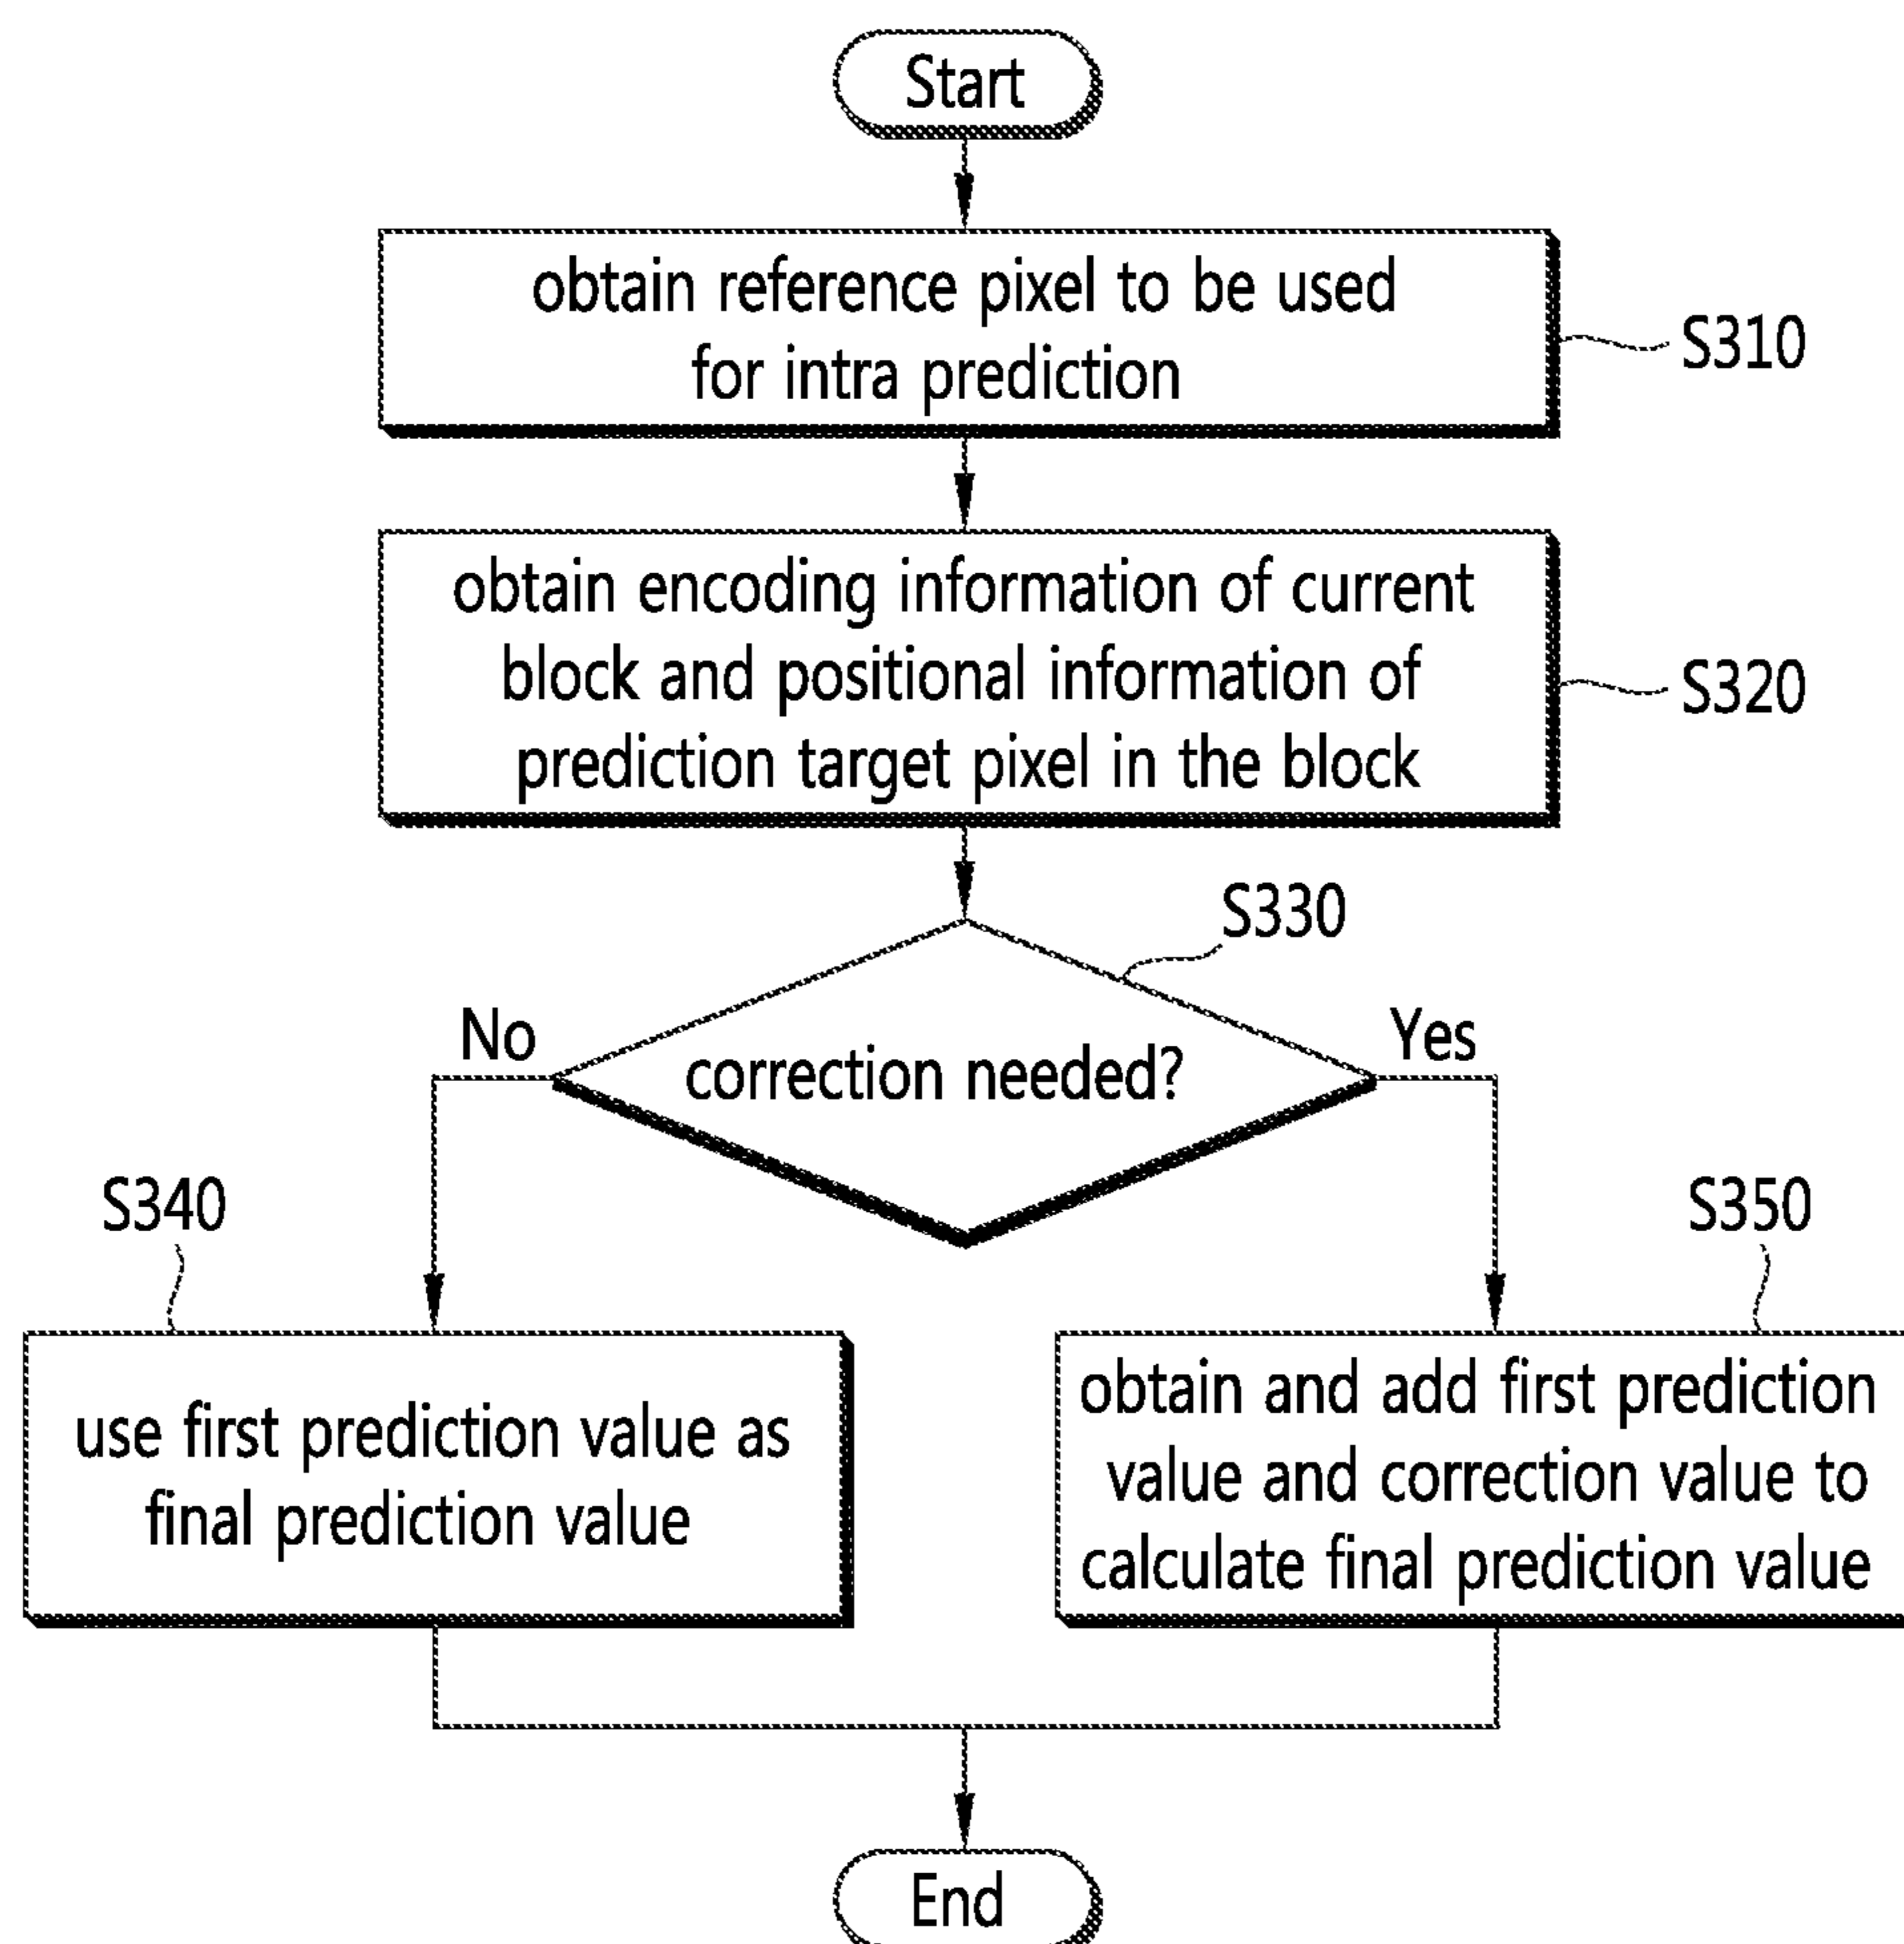 Start
obtain reference pixel to be used
for intra prediction
S310
obtain encoding information of current
block and positional information of
prediction target pixel in the block
S320
S330
No
correction needed?
Yes
S340
use first prediction value as
final prediction value
S350
obtain and add first prediction
value and correction value to
calculate final prediction value
End